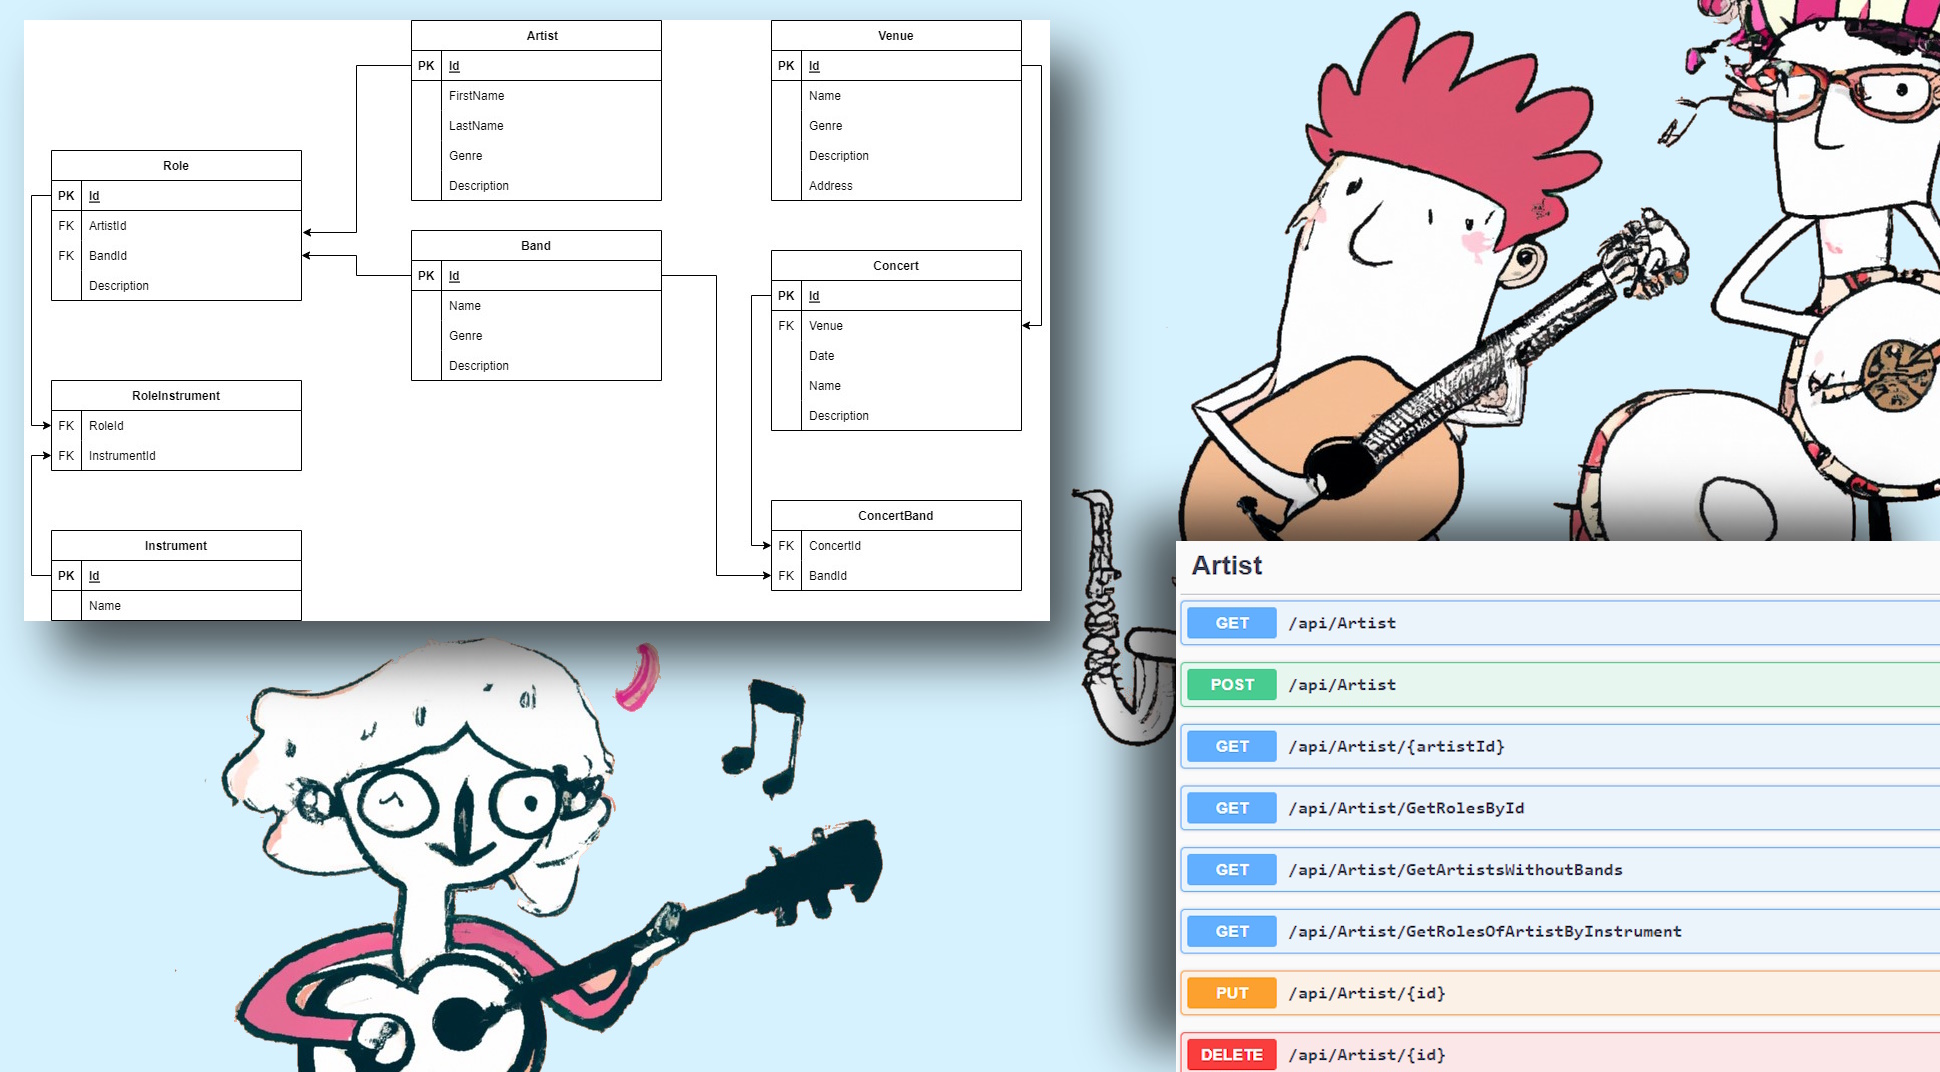 Artist
PK Id
FirstName
LastName
Genre
Description
Venue
PK Id
Name
Genre
Description
Address
Role
PK Id
FK ArtistId
FK BandId
Description
Band
PK Id
Name
Genre
Description
Concert
PK Id
FK Venue
Date
Name
Description
RoleInstrument
FK RoleId
FK InstrumentId
ConcertBand
FK ConcertId
FK BandId
Instrument
PK Id
Name
Artist
GET /api/Artist
POST /api/Artist
GET /api/Artist/{artistId}
GET /api/Artist/GetRolesById
GET /api/Artist/GetArtistsWithoutBands
GET /api/Artist/GetRolesOfArtistByInstrument
PUT /api/Artist/{id}
DELETE /api/Artist/{id}